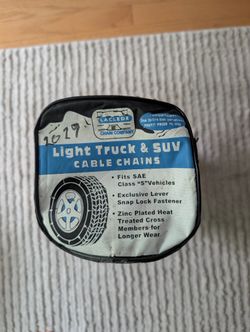 LACLEDE
CHAIN COMPANY
2029
Light Truck & SUV
CABLE CHAINS
• Fits SAE
Class "S" Vehicles
• Exclusive Lever
Snap Lock Fastener
• Zinc Plated Heat
Treated Cross
Members for
Longer Wear